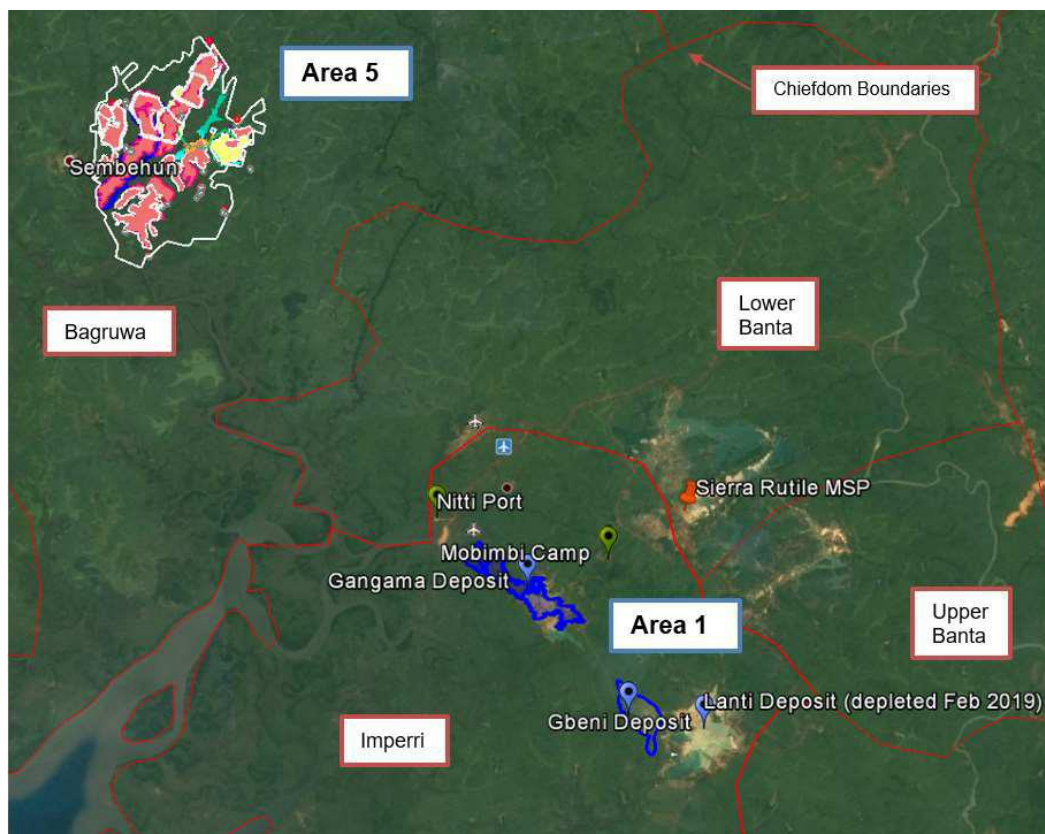 Area 5
Chiefdom Boundaries
Sembehun
Bagruwa
Lower
Banta
Sierra Rutile MSP
Nitti Port
Mobimbi Camp
Gangama Deposit
Area 1
Upper
Banta
Lanti Deposit (depleted Feb 2019)
Gbeni Deposit
Imperri